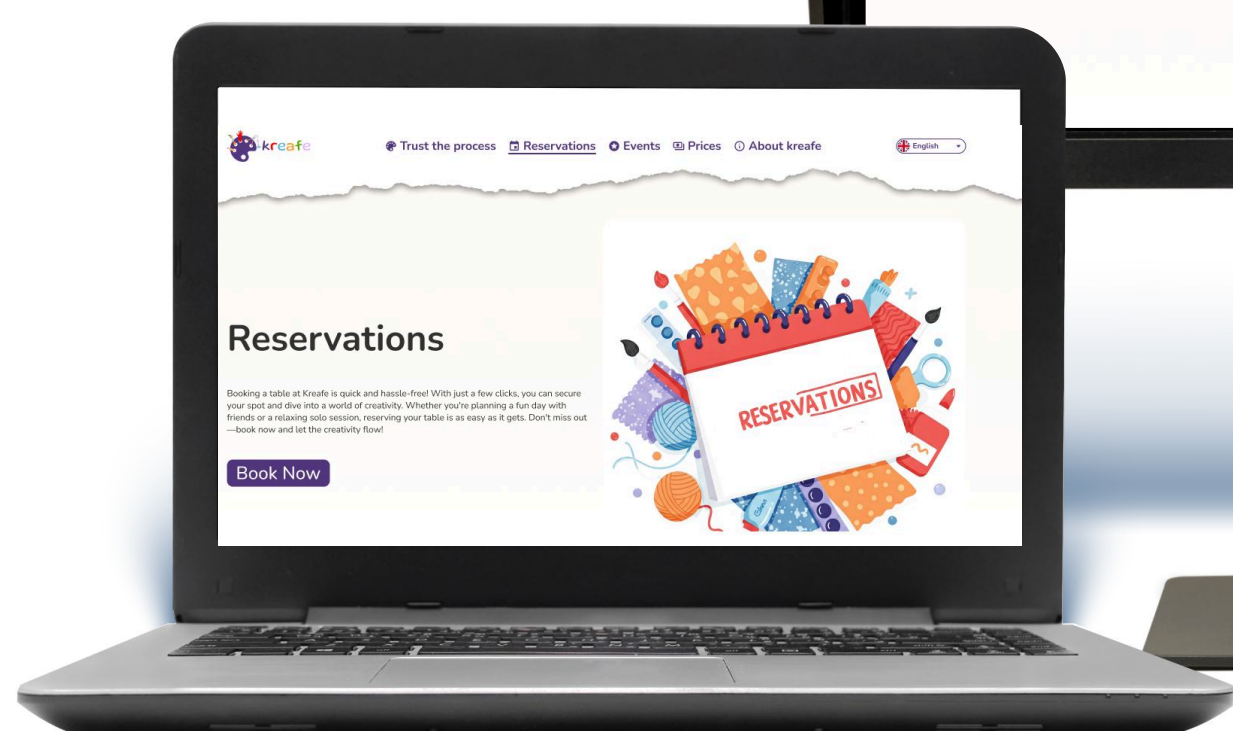 kreafe
Trust the process
Reservations
Events
Prices
About kreafe
English
Reservations
Booking a table at Kreafe is quick and hassle-free! With just a few clicks, you can secure
your spot and dive into a world of creativity. Whether you're planning a fun day with
friends or a relaxing solo session, reserving your table is as easy as it gets. Don't miss out
—book now and let the creativity flow!
Book Now
RESERVATIONS